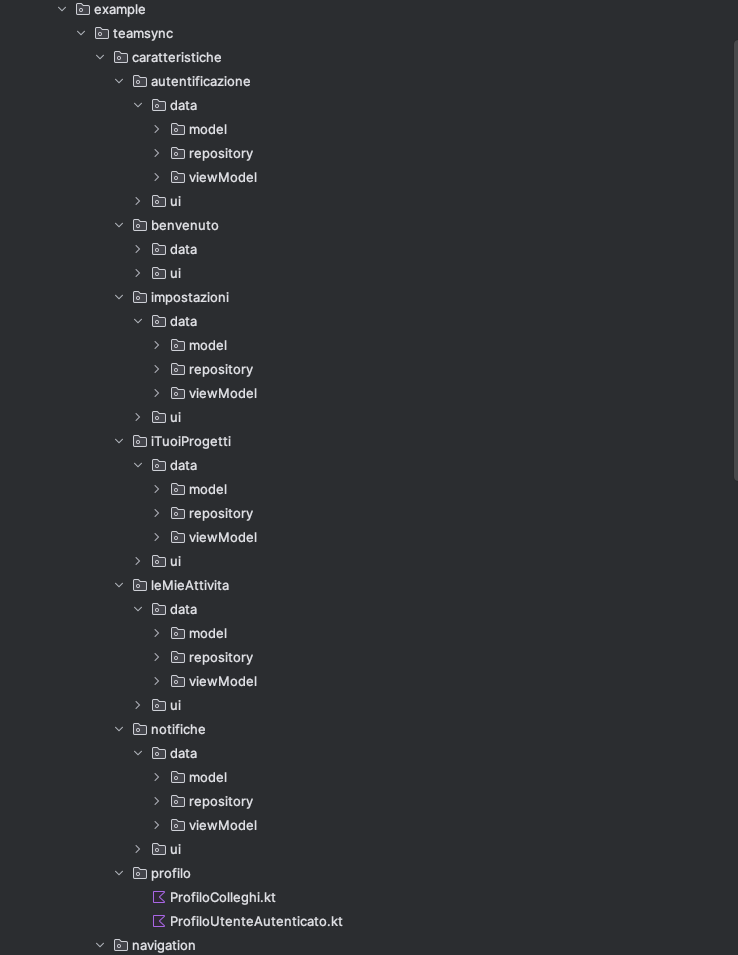 example
teamsync
caratteristiche
autentificazione
data
model
repository
viewModel
ui
benvenuto
data
ui
impostazioni
data
model
repository
viewModel
ui
iTuoiProgetti
data
model
repository
viewModel
ui
leMieAttivita
data
model
repository
viewModel
ui
notifiche
data
model
repository
viewModel
ui
profilo
ProfiloColleghi.kt
ProfiloUtenteAutenticato.kt
navigation